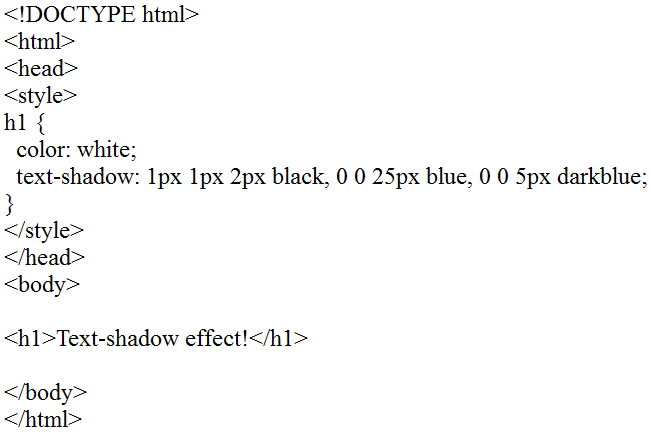 <!DOCTYPE html>
<html>
<head>
<style>
h1 {
  color: white;
  text-shadow: 1px 1px 2px black, 0 0 25px blue, 0 0 5px darkblue;
}
</style>
</head>
<body>

<h1>Text-shadow effect!</h1>

</body>
</html>